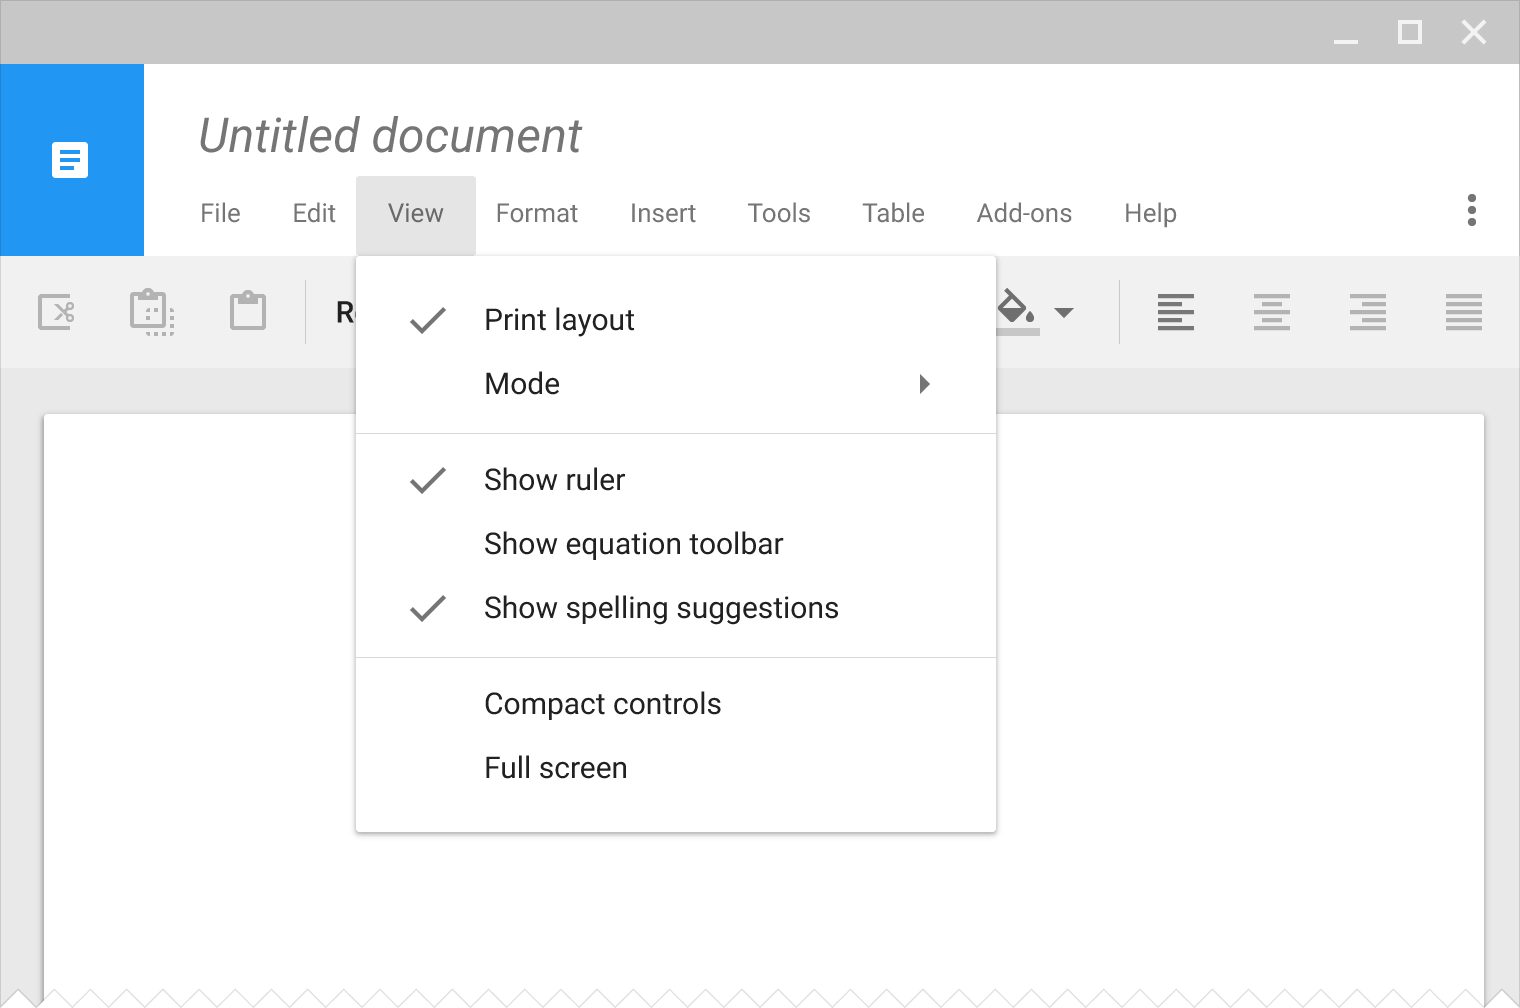 Untitled document
File Edit View Format Insert Tools Table Add-ons Help
Print layout
Mode
Show ruler
Show equation toolbar
Show spelling suggestions
Compact controls
Full screen